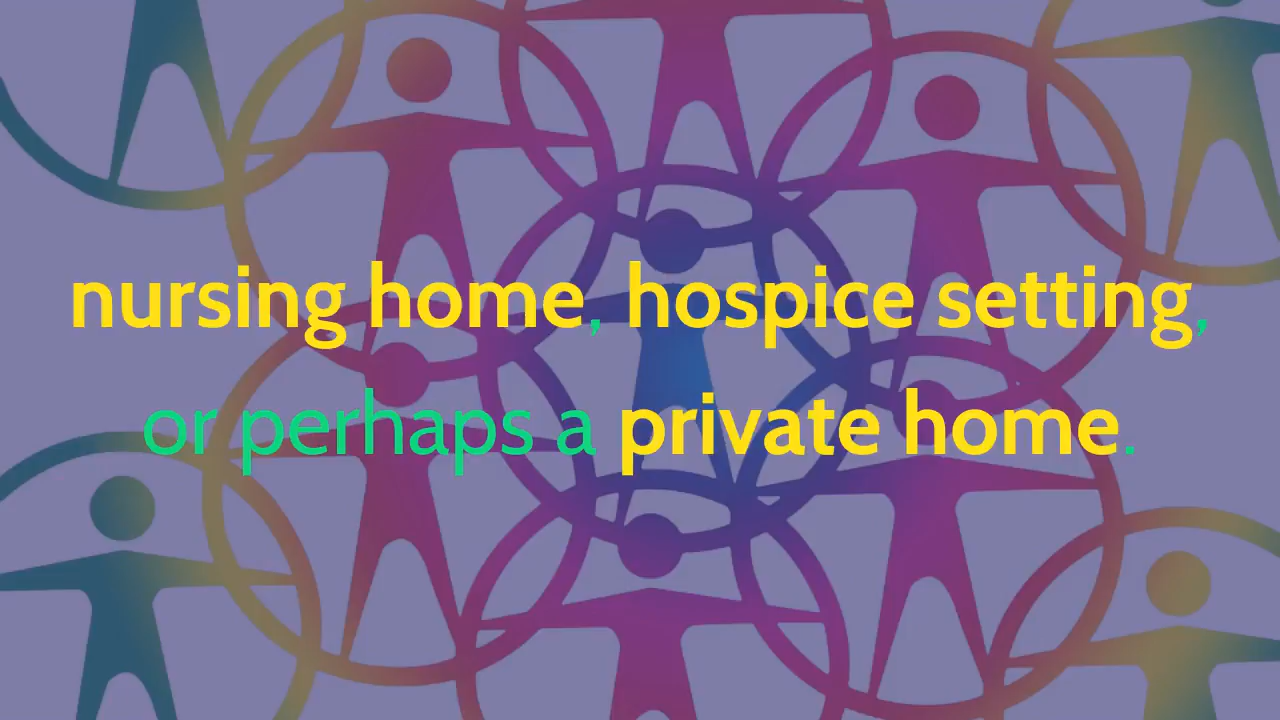 nursing home, hospice setting,
or perhaps a private home.